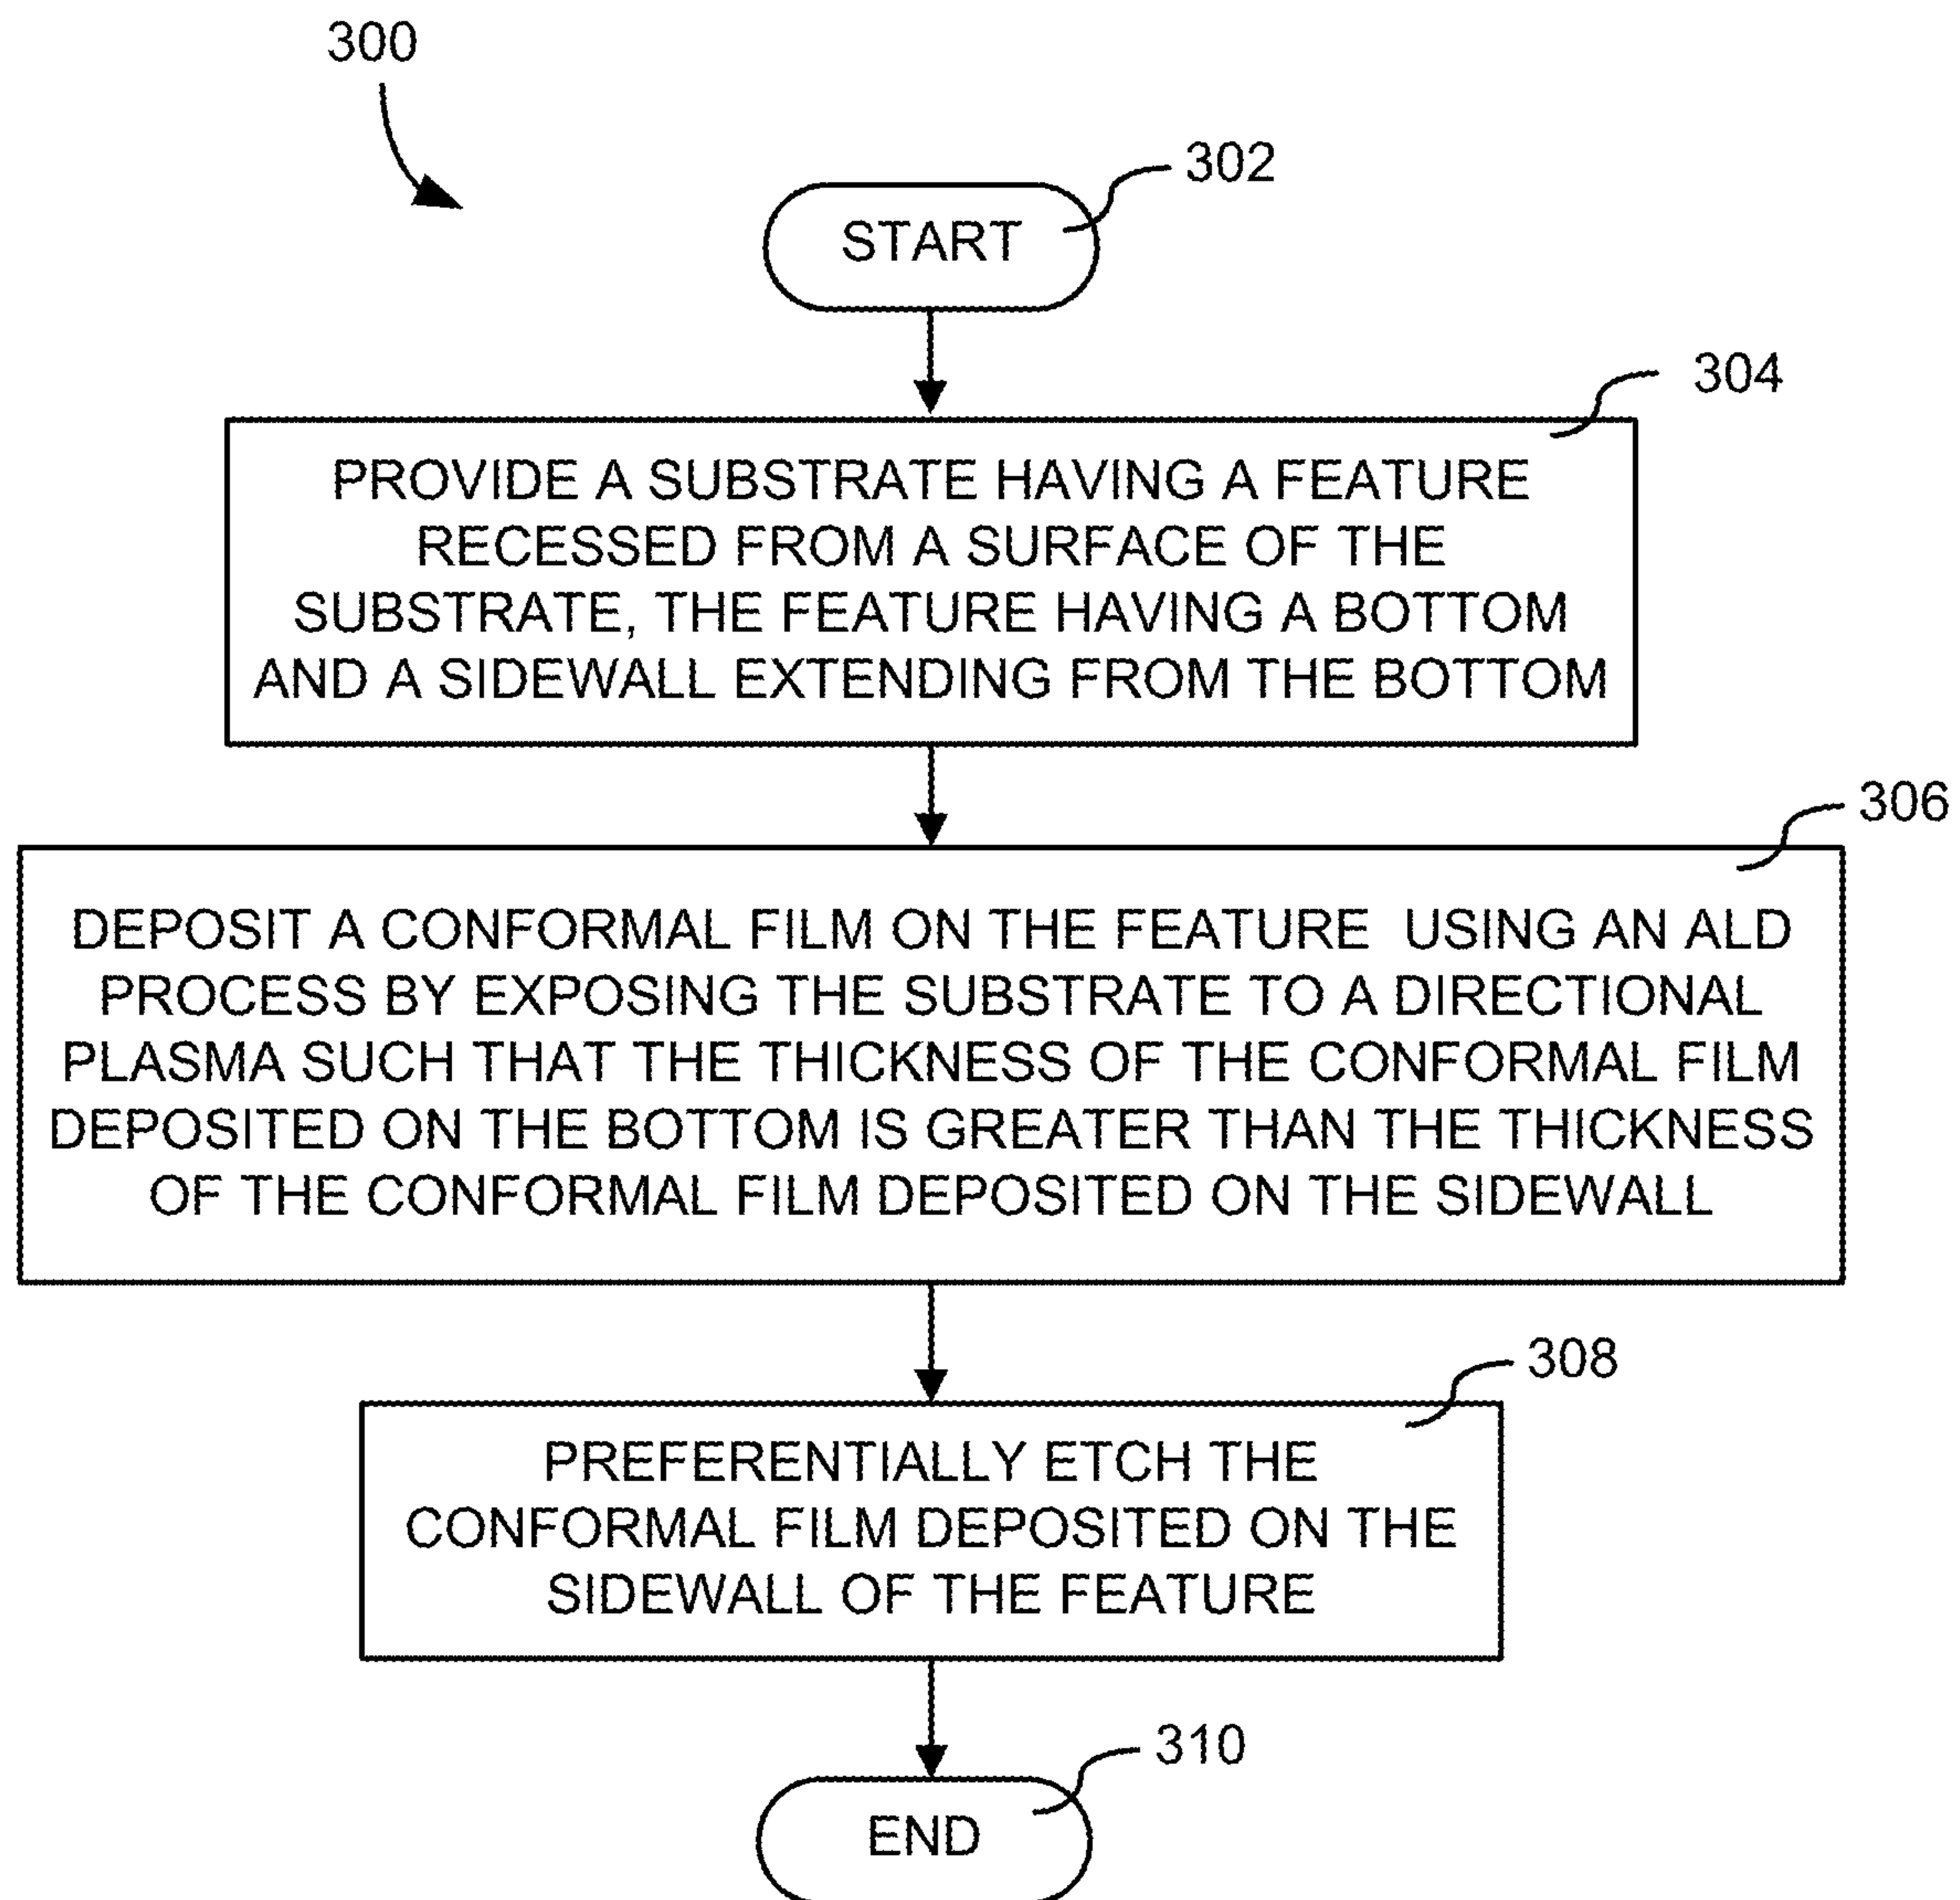 300
302
START
304
PROVIDE A SUBSTRATE HAVING A FEATURE
RECESSED FROM A SURFACE OF THE
SUBSTRATE, THE FEATURE HAVING A BOTTOM
AND A SIDEWALL EXTENDING FROM THE BOTTOM
306
DEPOSIT A CONFORMAL FILM ON THE FEATURE USING AN ALD
PROCESS BY EXPOSING THE SUBSTRATE TO A DIRECTIONAL
PLASMA SUCH THAT THE THICKNESS OF THE CONFORMAL FILM
DEPOSITED ON THE BOTTOM IS GREATER THAN THE THICKNESS
OF THE CONFORMAL FILM DEPOSITED ON THE SIDEWALL
308
PREFERENTIALLY ETCH THE
CONFORMAL FILM DEPOSITED ON THE
SIDEWALL OF THE FEATURE
310
END